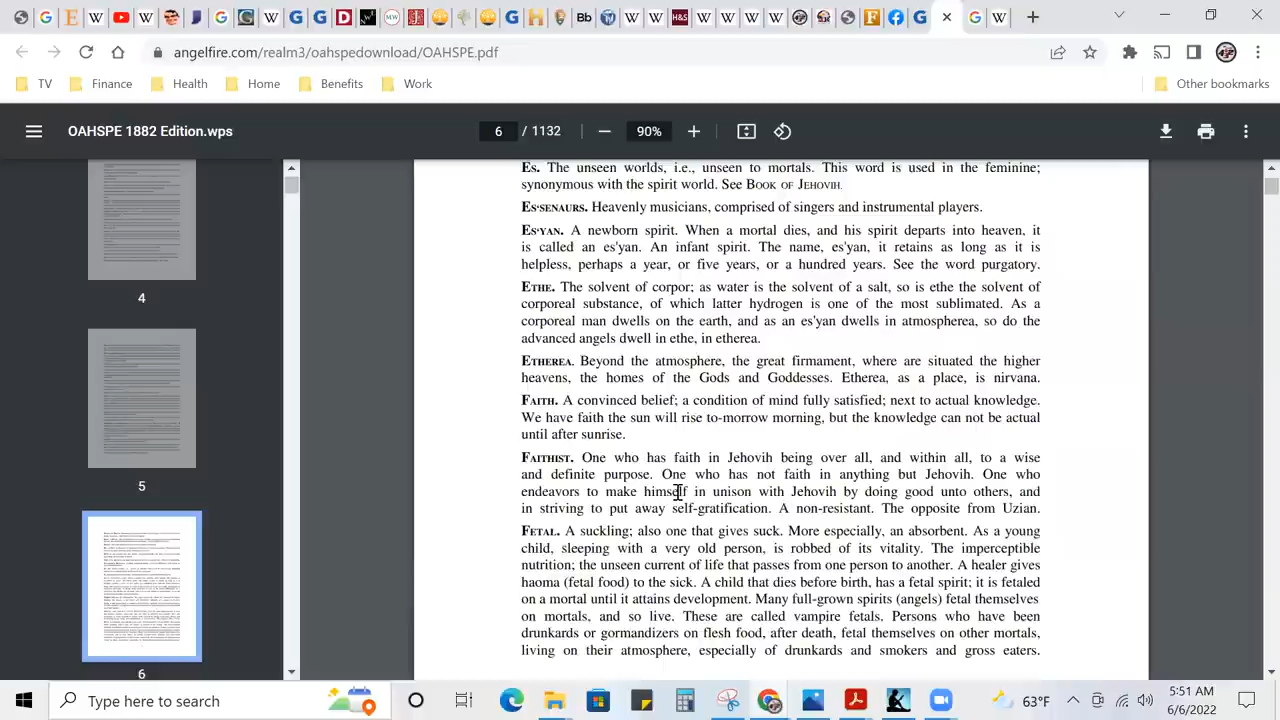 angelfire.com/realm3/oahspedownload/OAHSPE.pdf
TV Finance Health Home Benefits Work Other bookmarks
OAHSPE 1882 Edition.wps 6 / 1132 90%
4
5
6
Es. The unseen worlds, i.e., unseen to mortals. This word is used in the feminine;
synonymous with the spirit world. See Book of Jehovih.
Es'senaurs. Heavenly musicians, comprised of singers and instrumental players.
Es'yan. A newborn spirit. When a mortal dies, and his spirit departs into heaven, it
is called an es'yan. An infant spirit. The name, es'yan, it retains as long as it is
helpless, perhaps a year, or five years, or a hundred years. See the word purgatory.
Ethe. The solvent of corpor; as water is the solvent of a salt, so is ethe the solvent of
corporeal substance, of which latter hydrogen is one of the most sublimated. As a
corporeal man dwells on the earth, and as an es'yan dwells in atmospherea, so do the
advanced angels dwell in ethe, in etherea.
Etherea. Beyond the atmosphere, the great firmament, where are situated the higher
heavens, the homes of the Gods and Goddesses. Etherea, as a place, is nirvana.
Faith. A convinced belief; a condition of mind fully satisfied; next to actual knowledge.
We have faith the sun will rise to-morrow morning, but the knowledge can not be actual
until after sunrise.
Faithist. One who has faith in Jehovih being over all, and within all, to a wise
and definite purpose. One who has not faith in anything but Jehovih. One who
endeavors to make himself in unison with Jehovih by doing good unto others, and
in striving to put away self-gratification. A non-resistant. The opposite from Uzian.
Fetal. A suckling; also one that gives suck. More especially, an absorbent. As a young
child sleeping with a very old person, is robbed of its vitality. The imperceptible
nutrition; the unseen current of life that passes from one person to another. A healer gives
haoma (fetal food) to the sick. A child that dies before birth, has a fetal spirit; it is fetaled
on a mortal until it attains development. Many full-grown spirits (angels) fetal themselves
on mortals, and so live. These are called vampire fetals. Persons who have been
drunkards or gormandizers on flesh food, after death, fetal themselves on other mortals,
living on their atmosphere, especially of drunkards and smokers and gross eaters.
Type here to search 63°F 5:51 AM
6/6/2022